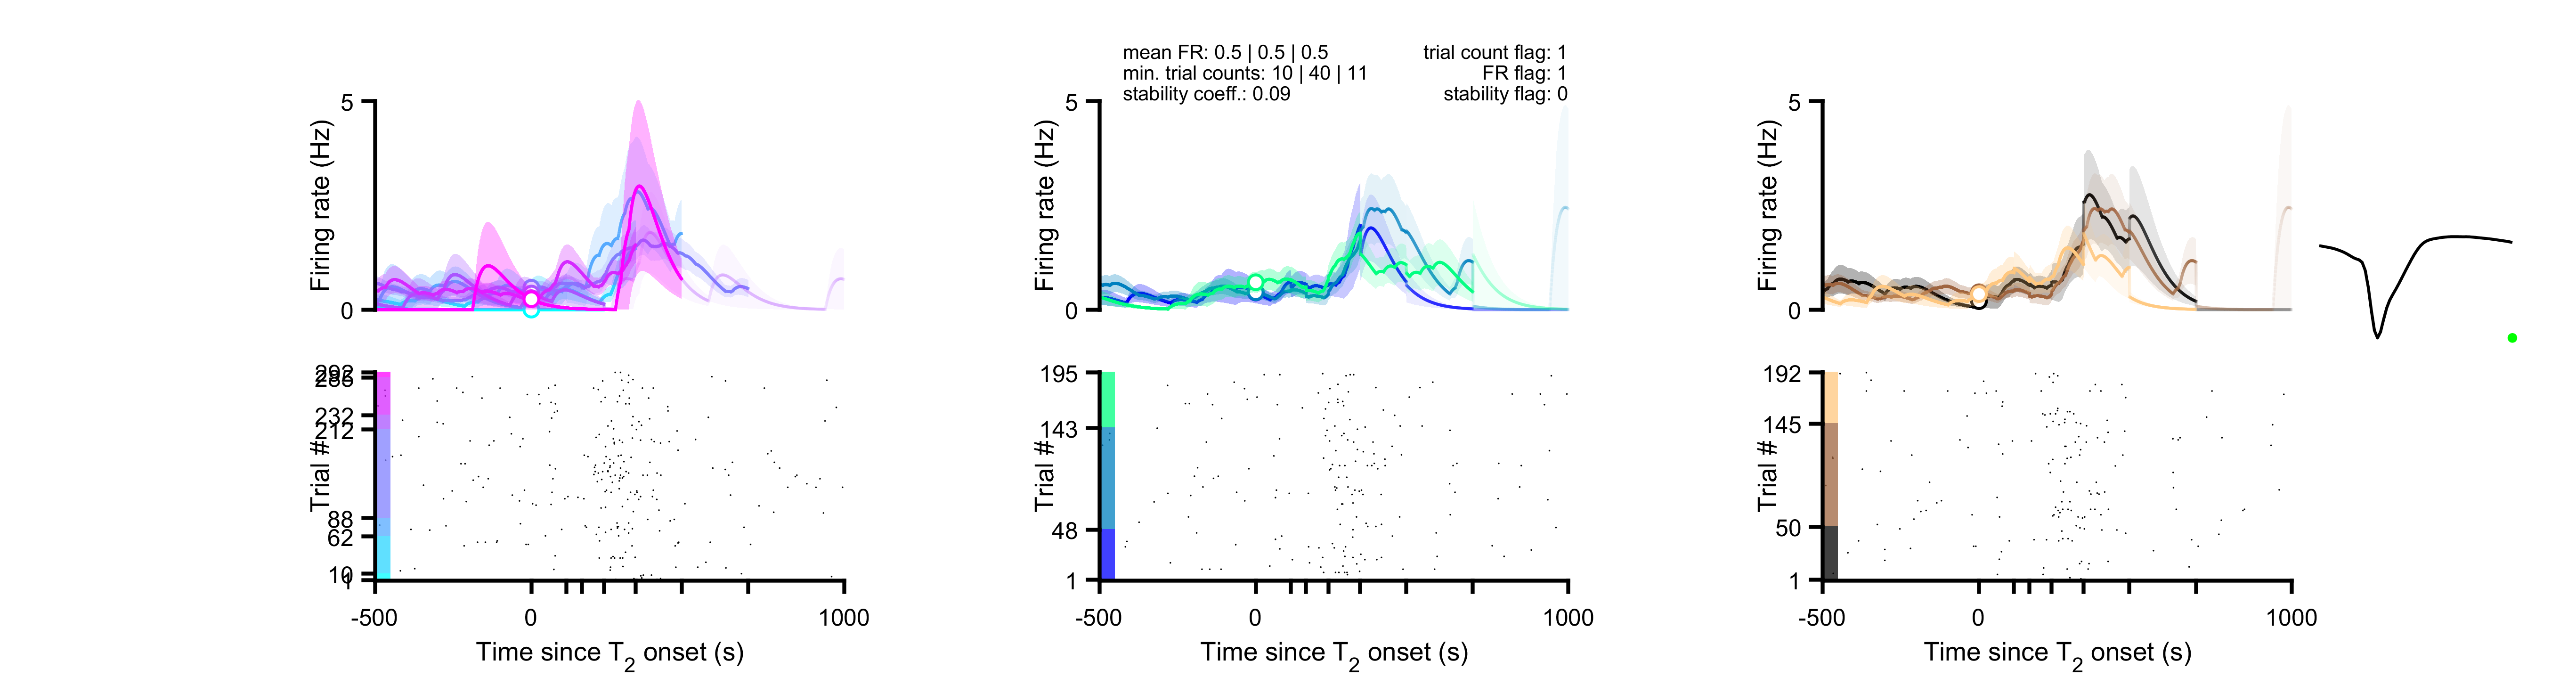 mean FR: 0.5 | 0.5 | 0.5
min. trial counts: 10 | 40 | 11
stability coeff.: 0.09
trial count flag: 1
FR flag: 1
stability flag: 0
5
0
Firing rate (Hz)
232
212
88
62
10
1
Trial #
-500
0
1000
Time since T2 onset (s)
5
0
Firing rate (Hz)
195
143
48
1
Trial #
-500
0
1000
Time since T2 onset (s)
5
0
Firing rate (Hz)
192
145
50
1
Trial #
-500
0
1000
Time since T2 onset (s)